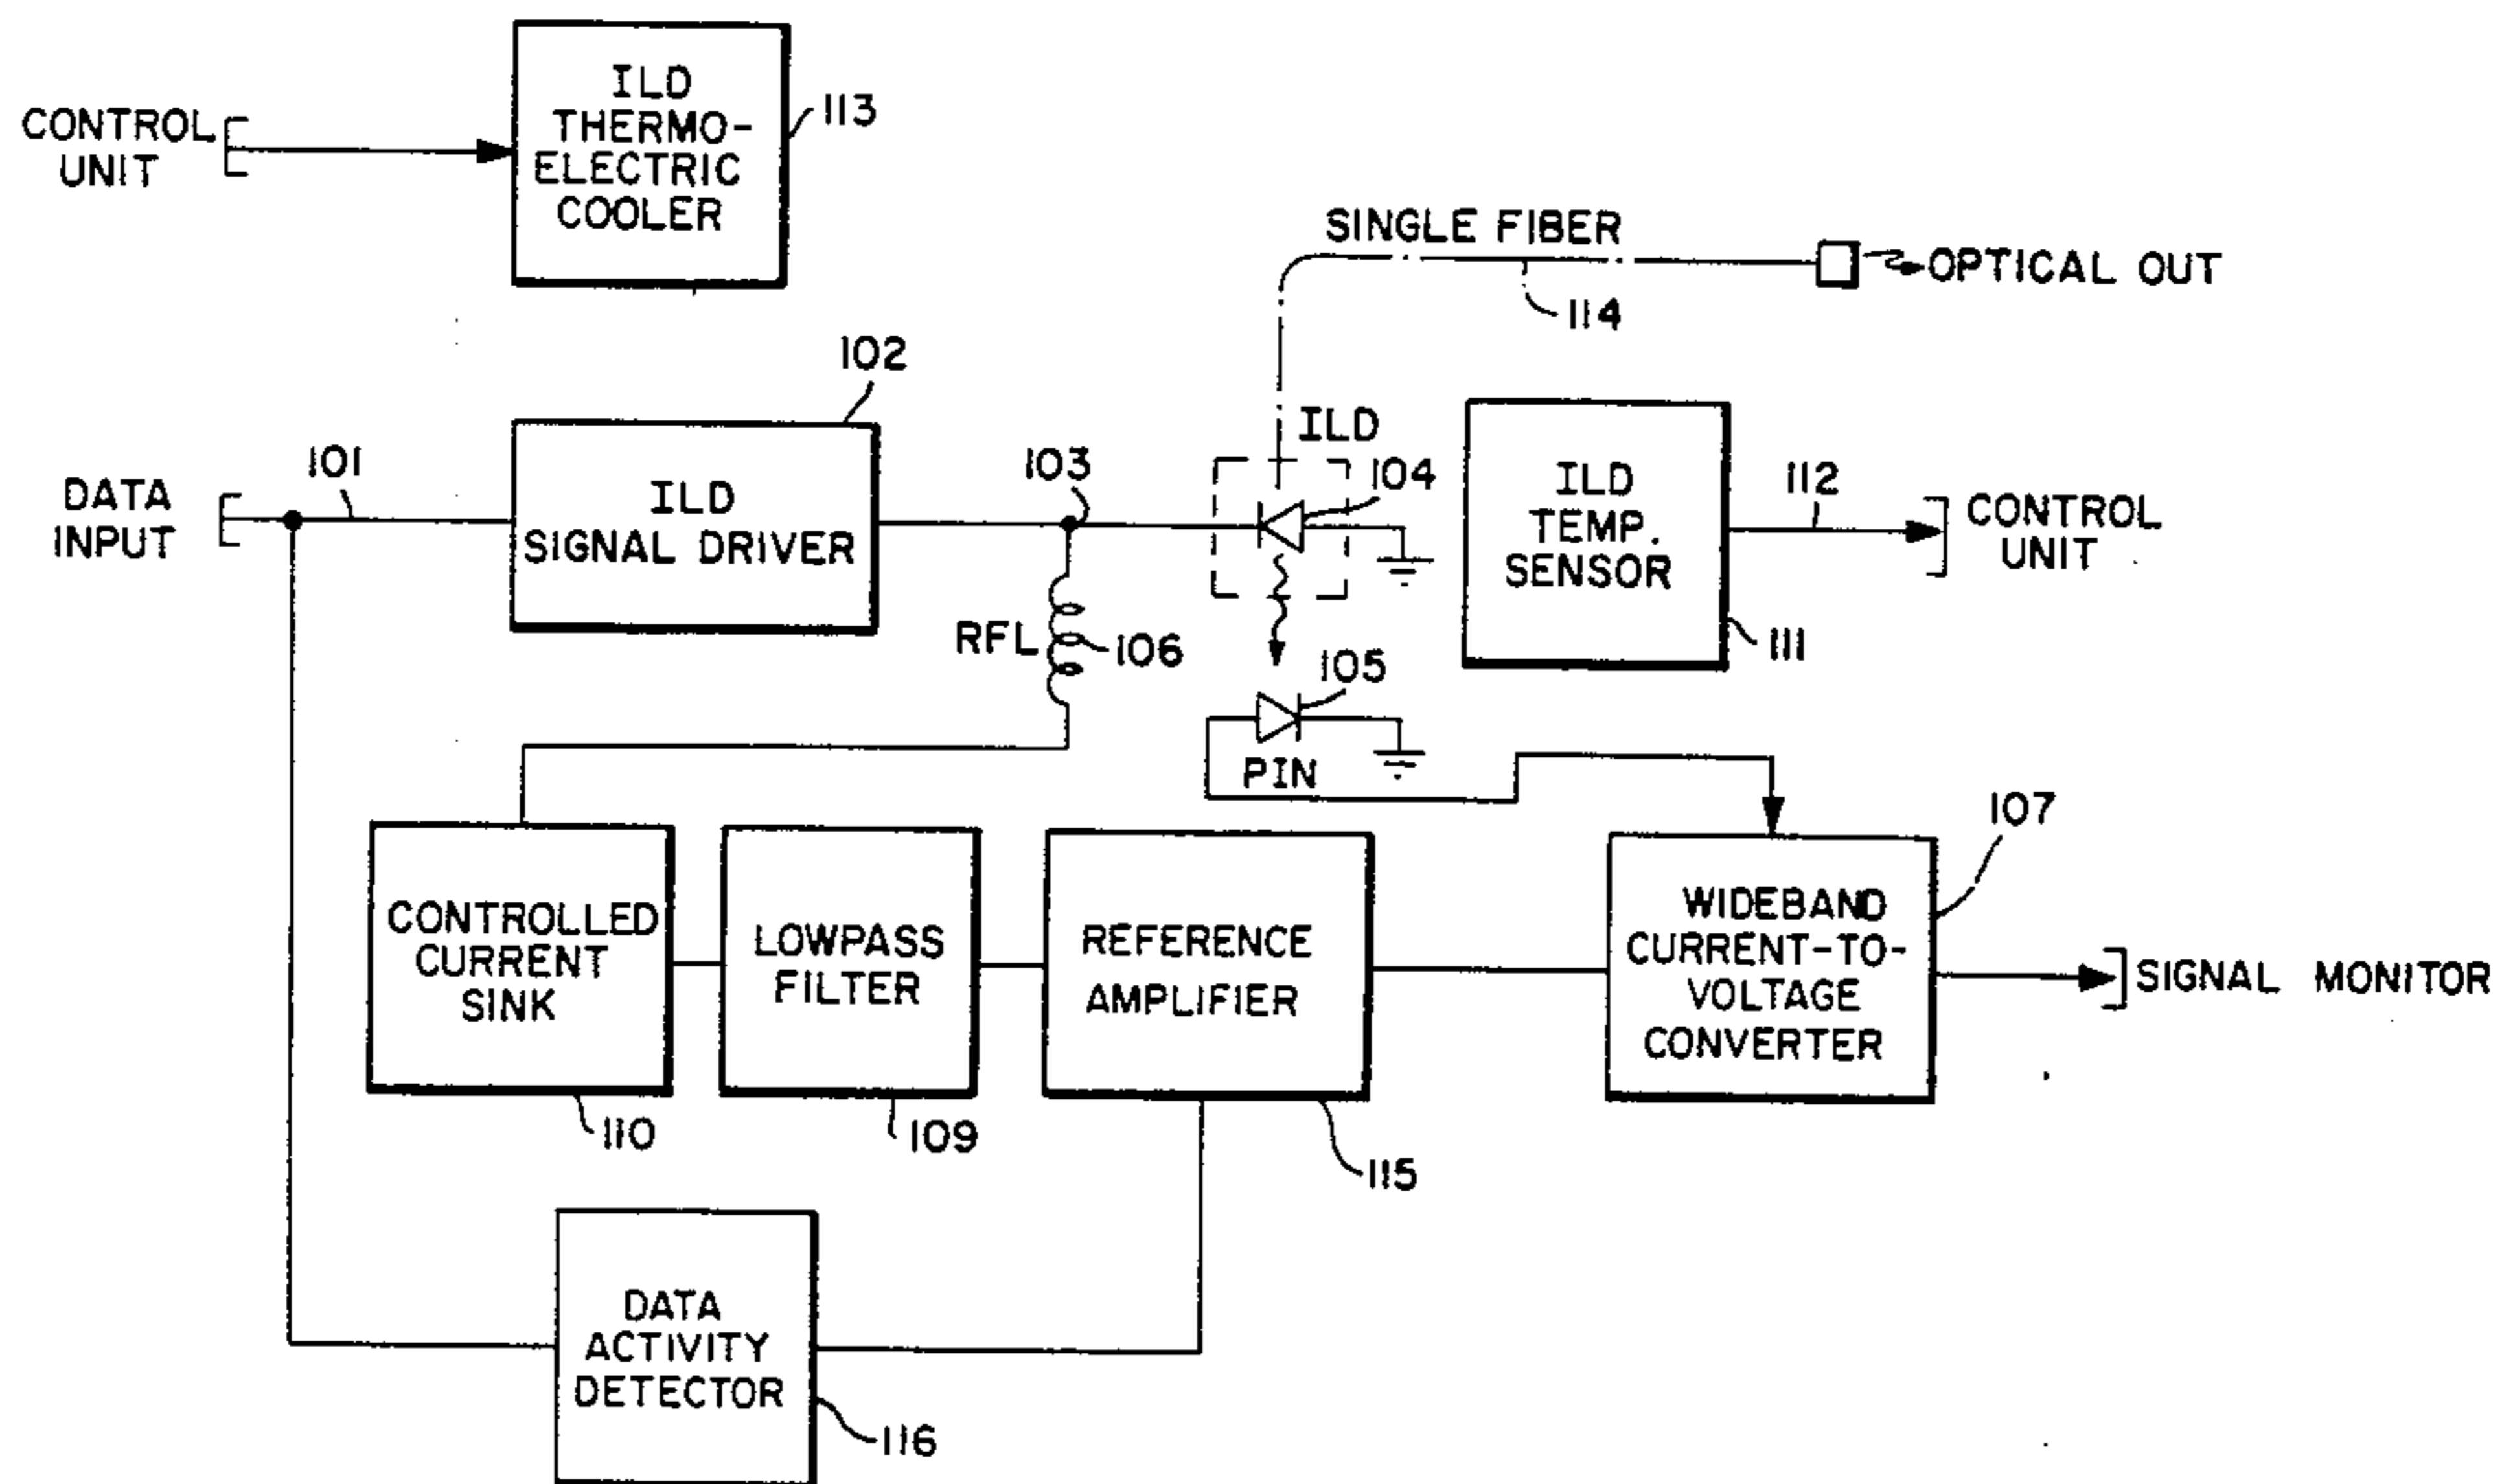 CONTROL
UNIT
ILD
THERMO-
ELECTRIC
COOLER
113
SINGLE FIBER
OPTICAL OUT
114
102
DATA
INPUT
101
ILD
SIGNAL DRIVER
103
ILD
104
ILD
TEMP.
SENSOR
112
CONTROL
UNIT
111
RFL
106
105
PIN
107
CONTROLLED
CURRENT
SINK
LOWPASS
FILTER
REFERENCE
AMPLIFIER
WIDEBAND
CURRENT-TO-
VOLTAGE
CONVERTER
SIGNAL MONITOR
110
109
115
DATA
ACTIVITY
DETECTOR
116